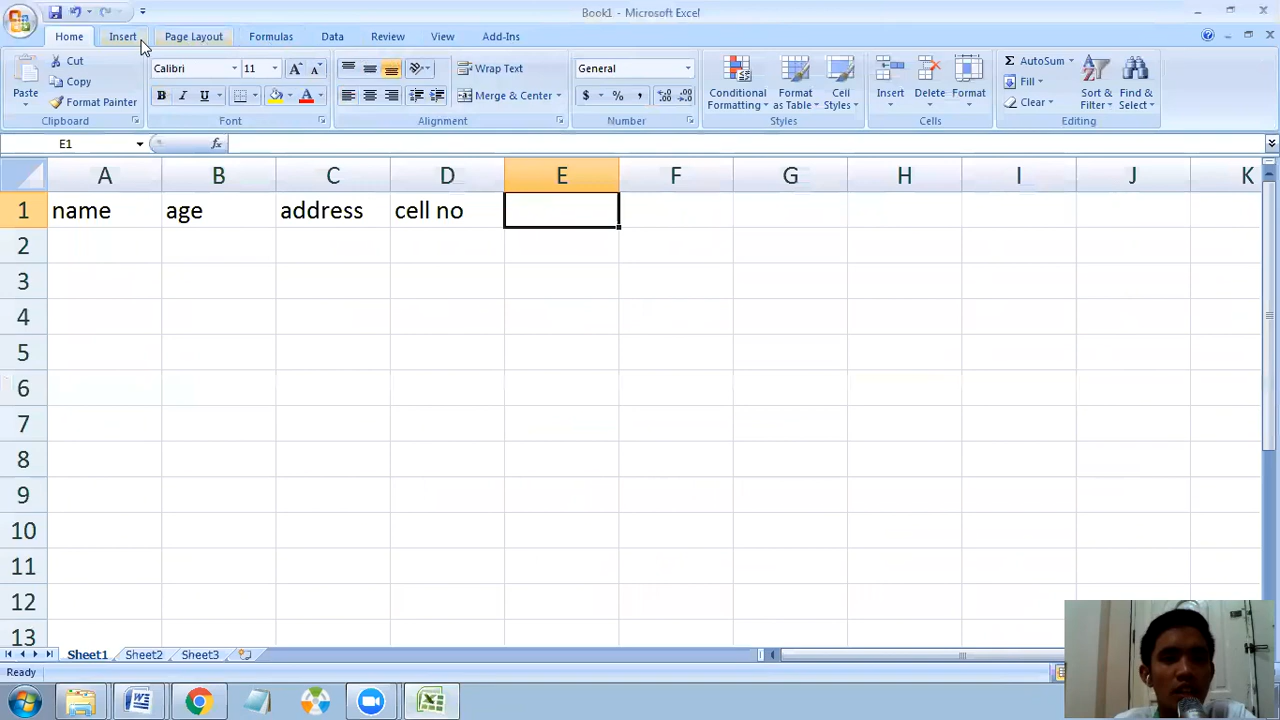 Book1 - Microsoft Excel
Home Insert Page Layout Formulas Data Review View Add-Ins
Cut Calibri 11 Wrap Text General AutoSum
Copy Fill
Paste Format Painter B I U Merge & Center $ % , Conditional Formatting Format as Table Cell Styles Insert Delete Format Clear Sort & Filter Find & Select
Clipboard Font Alignment Number Styles Cells Editing
E1 fx
A B C D E F G H I J K
1 name age address cell no
2
3
4
5
6
7
8
9
10
11
12
13
Sheet1 Sheet2 Sheet3
Ready